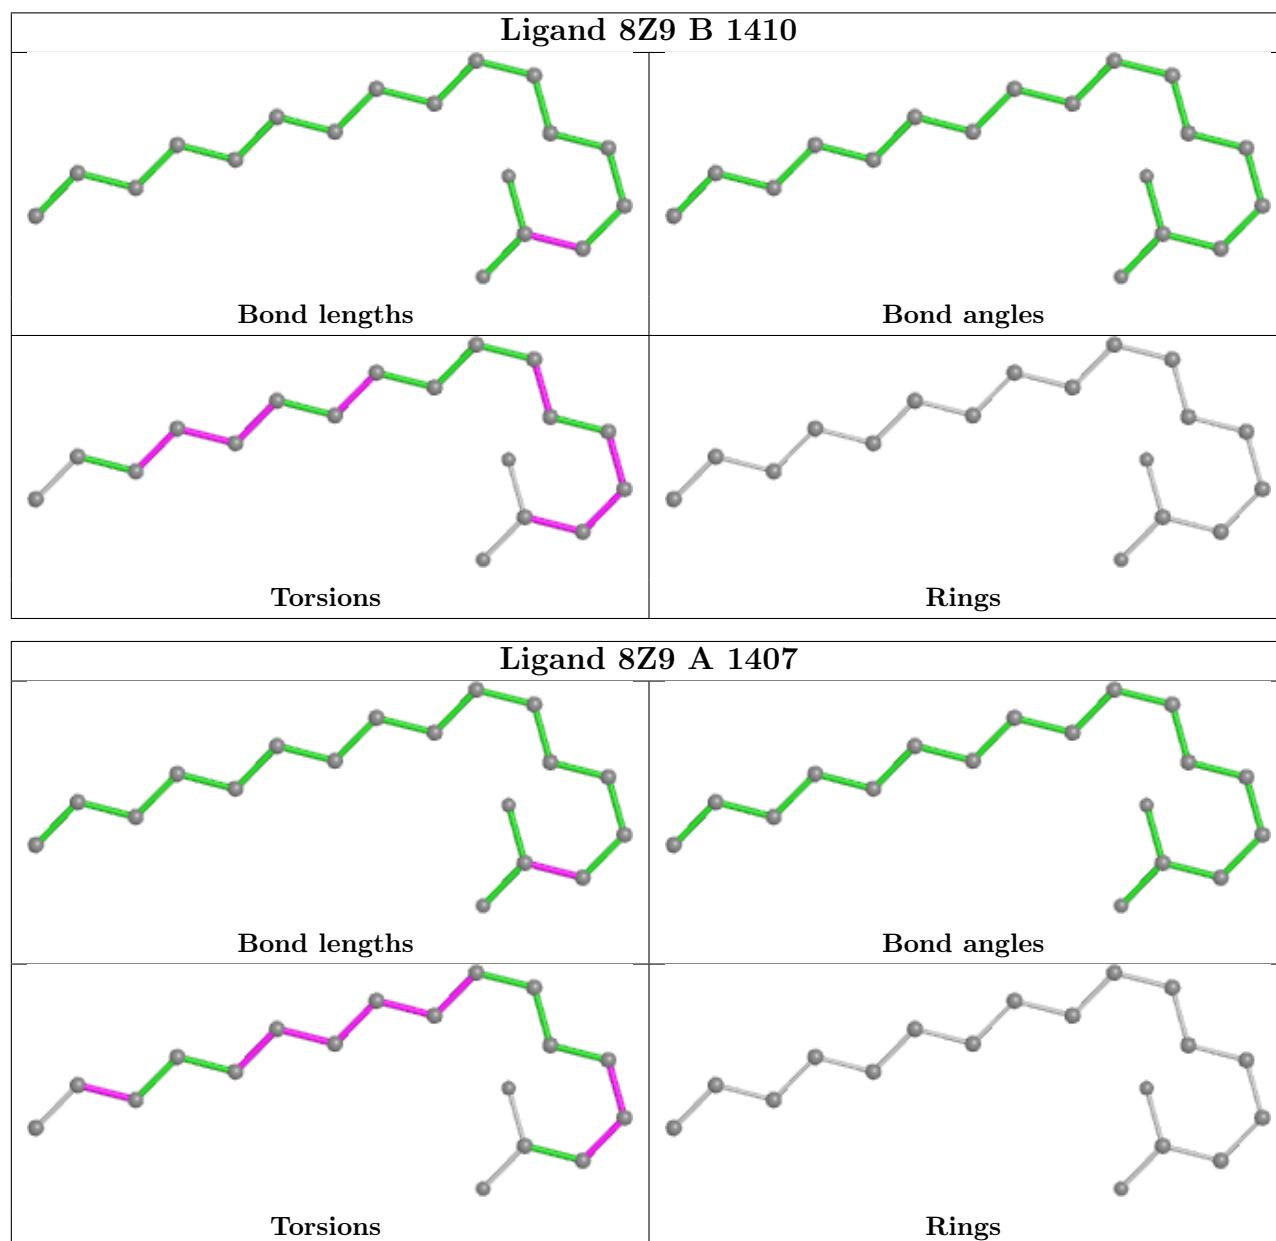 Ligand 8Z9 B 1410
Bond lengths
Bond angles
Torsions
Rings
Ligand 8Z9 A 1407
Bond lengths
Bond angles
Torsions
Rings